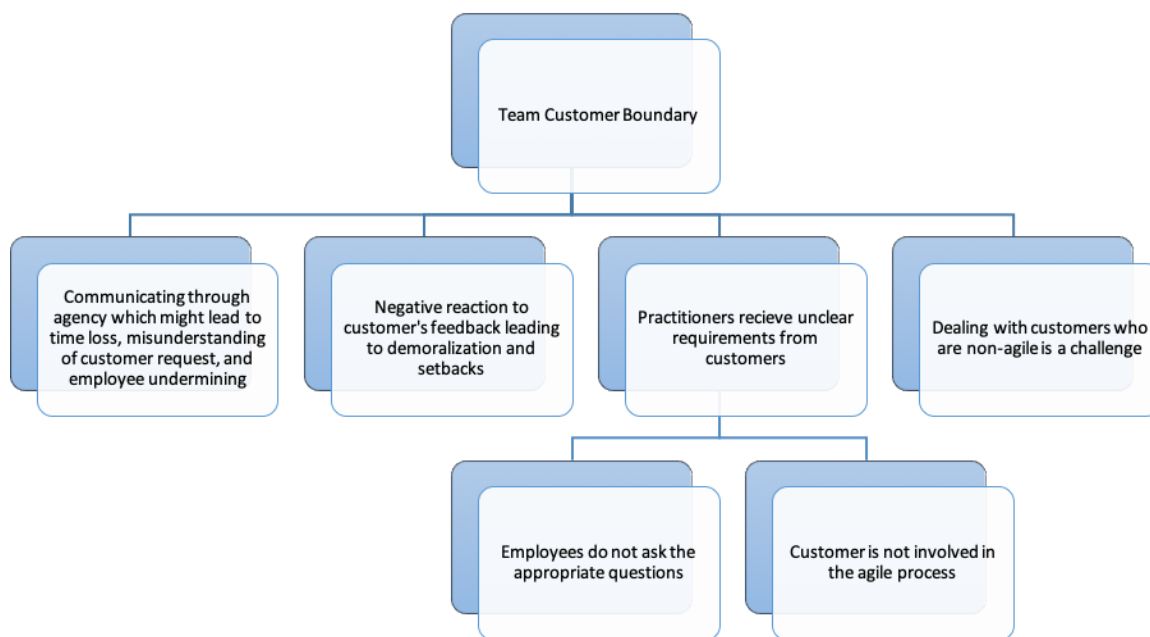 Team Customer Boundary
Communicating through
agency which might lead to
time loss, misunderstanding
of customer request, and
employee undermining
Negative reaction to
customer's feedback leading
to demoralization and
setbacks
Practitioners recieve unclear
requirements from
customers
Dealing with customers who
are non-agile is a challenge
Employees do not ask the
appropriate questions
Customer is not involved in
the agile process